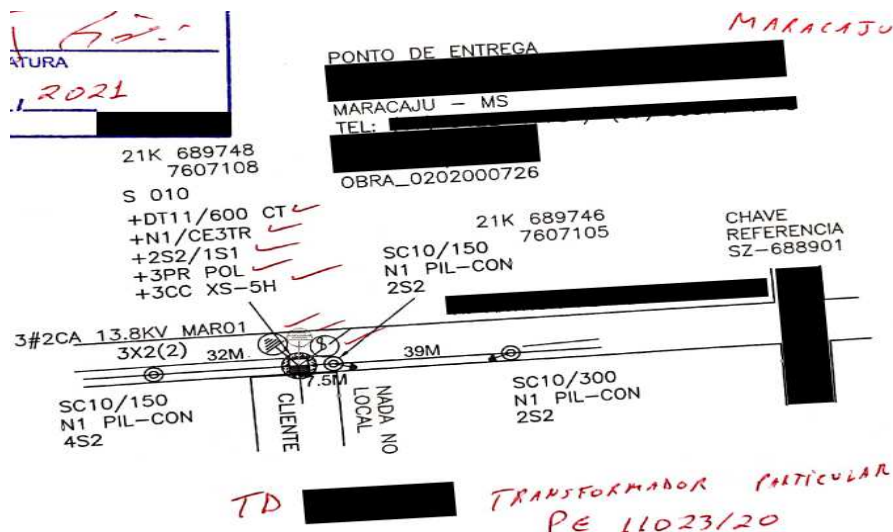 MARACAJU
ATURA
2021
PONTO DE ENTREGA
MARACAJU - MS
TEL:
OBRA_0202000726
21K 689748
7607108
S 010
+DT11/600 CT
+N1/CE3TR
+2S2/1S1
+3PR POL
+3CC XS-5H
21K 689746
7607105
SC10/150
N1 PIL-CON
2S2
CHAVE
REFERENCIA
SZ-688901
3#2CA 13.8KV MAR01
3X2(2)
32M
39M
7.5M
SC10/150
N1 PIL-CON
4S2
CLIENTE
NADA NO
LOCAL
SC10/300
N1 PIL-CON
2S2
TD
TRANSFORMADOR PARTICULAR
PE 11023/20